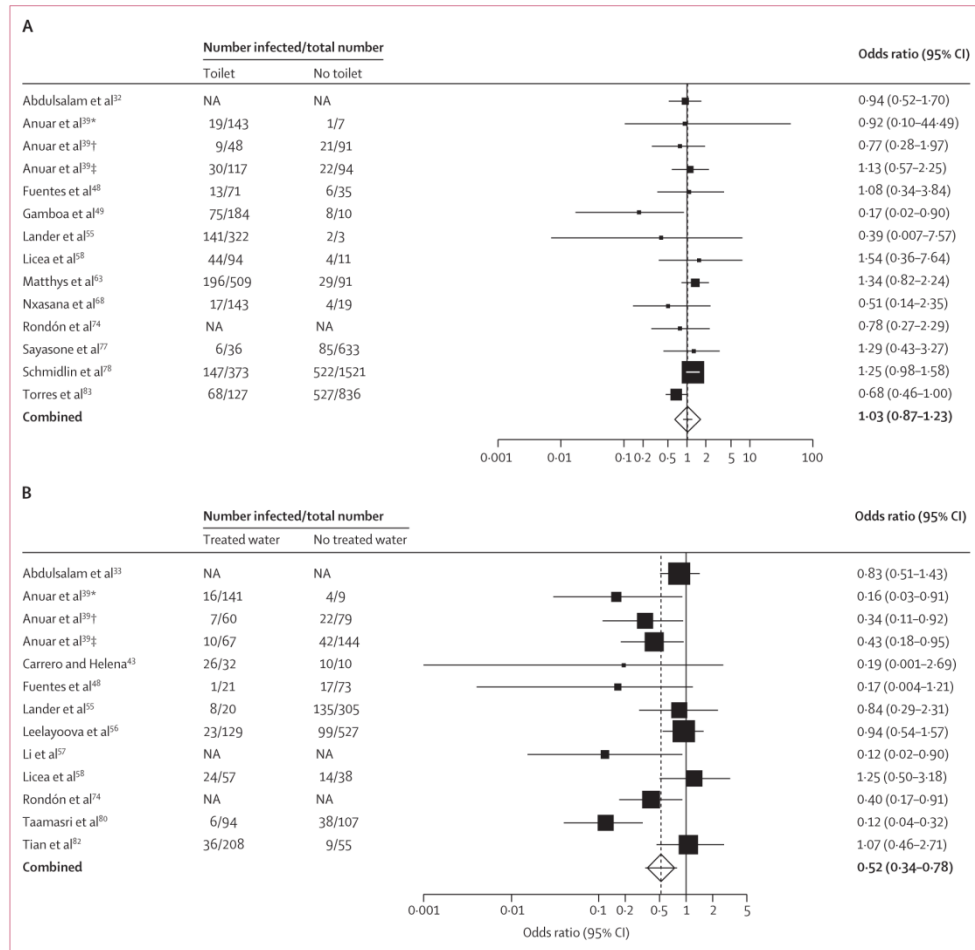 A
Number infected/total number Odds ratio (95% CI)
Toilet No toilet
Abdulsalam et al³² NA NA 0·94 (0·52–1·70)
Anuar et al³⁹* 19/143 1/7 0·92 (0·10–44·49)
Anuar et al³⁹† 9/48 21/91 0·77 (0·28–1·97)
Anuar et al³⁹‡ 30/117 22/94 1·13 (0·57–2·25)
Fuentes et al⁴⁸ 13/71 6/35 1·08 (0·34–3·84)
Gamboa et al⁴⁹ 75/184 8/10 0·17 (0·02–0·90)
Lander et al⁵⁵ 141/322 2/3 0·39 (0·007–7·57)
Licea et al⁵⁸ 44/94 4/11 1·54 (0·36–7·64)
Matthys et al⁶³ 196/509 29/91 1·34 (0·82–2·24)
Nxasana et al⁶⁸ 17/143 4/19 0·51 (0·14–2·35)
Rondón et al⁷⁴ NA NA 0·78 (0·27–2·29)
Sayasone et al⁷⁷ 6/36 85/633 1·29 (0·43–3·27)
Schmidlin et al⁷⁸ 147/373 522/1521 1·25 (0·98–1·58)
Torres et al⁸³ 68/127 527/836 0·68 (0·46–1·00)
Combined 1·03 (0·87–1·23)
0·001 0·01 0·1 0·2 0·5 1 2 5 10 100
B
Number infected/total number Odds ratio (95% CI)
Treated water No treated water
Abdulsalam et al³³ NA NA 0·83 (0·51–1·43)
Anuar et al³⁹* 16/141 4/9 0·16 (0·03–0·91)
Anuar et al³⁹† 7/60 22/79 0·34 (0·11–0·92)
Anuar et al³⁹‡ 10/67 42/144 0·43 (0·18–0·95)
Carrero and Helena⁴³ 26/32 10/10 0·19 (0·001–2·69)
Fuentes et al⁴⁸ 1/21 17/73 0·17 (0·004–1·21)
Lander et al⁵⁵ 8/20 135/305 0·84 (0·29–2·31)
Leelayoova et al⁵⁶ 23/129 99/527 0·94 (0·54–1·57)
Li et al⁵⁷ NA NA 0·12 (0·02–0·90)
Licea et al⁵⁸ 24/57 14/38 1·25 (0·50–3·18)
Rondón et al⁷⁴ NA NA 0·40 (0·17–0·91)
Taamasri et al⁸⁰ 6/94 38/107 0·12 (0·04–0·32)
Tian et al⁸² 36/208 9/55 1·07 (0·46–2·71)
Combined 0·52 (0·34–0·78)
0·001 0·01 0·1 0·2 0·5 1 2 5
Odds ratio (95% CI)